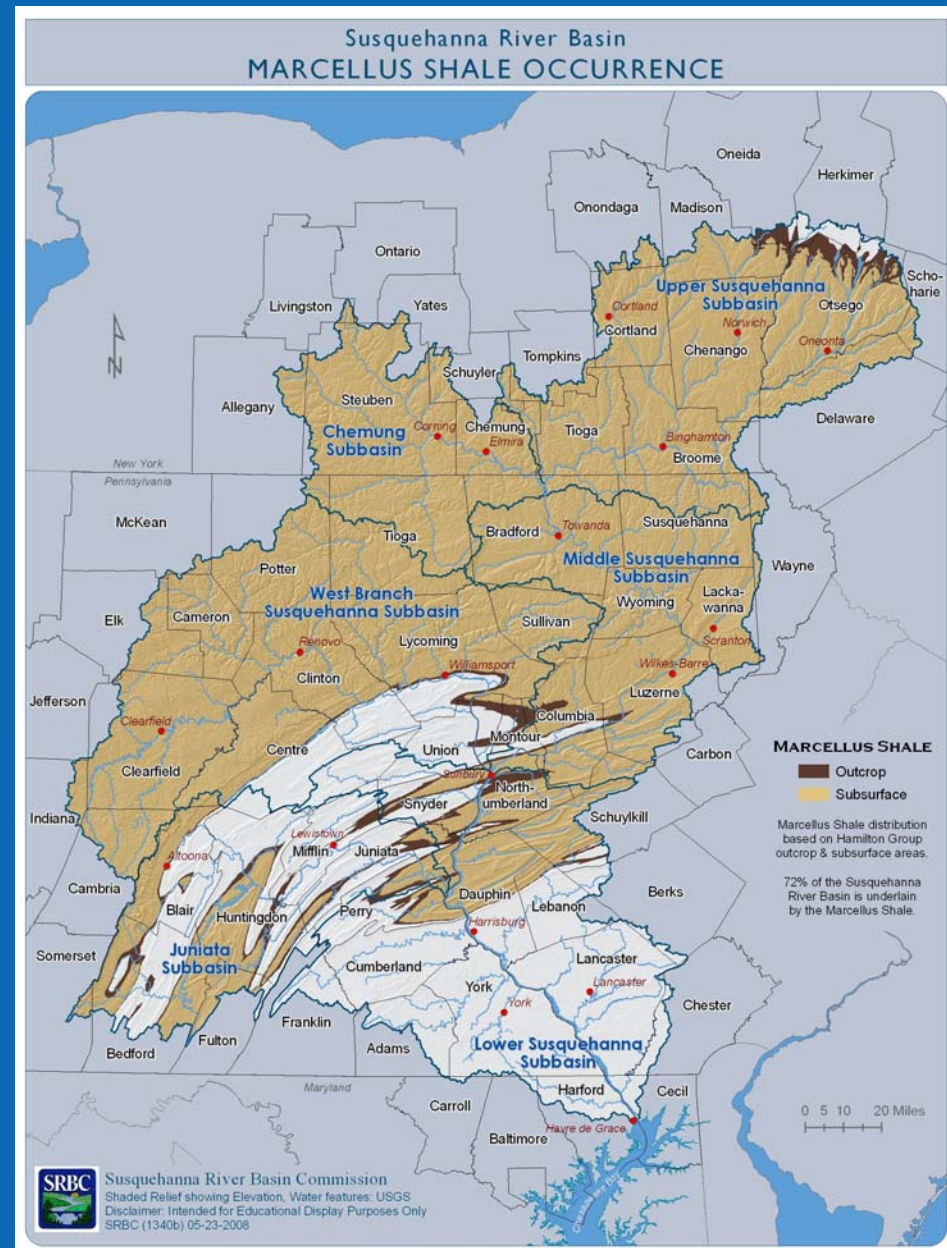 Susquehanna River Basin
MARCELLUS SHALE OCCURRENCE
Oneida
Herkimer
Onondaga
Madison
Ontario
Scho-
harie
Upper Susquehanna
Subbasin
Livingston
Yates
Cortland
Otsego
Cortland
Norwich
Oneonta
Chenango
Tompkins
Schuyler
N
Steuben
Allegany
Chemung
Tioga
Delaware
Corning
Chemung
Subbasin
Elmira
Binghamton
Broome
New York
Pennsylvania
McKean
Bradford
Towanda
Susquehanna
Tioga
Middle Susquehanna
Subbasin
Wayne
Potter
West Branch
Susquehanna Subbasin
Lacka-
wanna
Wyoming
Elk
Cameron
Sullivan
Renovo
Lycoming
Scranton
Williamsport
Wilkes-Barre
Clinton
Luzerne
Jefferson
Clearfield
Columbia
Montour
Centre
Union
Carbon
Clearfield
Sunbury
North-
umberland
Snyder
Indiana
Schuylkill
Lewistown
Mifflin
Juniata
Altoona
Cambria
Blair
Dauphin
Berks
Huntingdon
Perry
Lebanon
Harrisburg
Somerset
Juniata
Subbasin
Cumberland
Lancaster
York
Lancaster
York
Chester
Franklin
Lower Susquehanna
Subbasin
Fulton
Bedford
Adams
Maryland
Harford
Cecil
Carroll
Havre de Grace
Baltimore
MARCELLUS SHALE
Outcrop
Subsurface
Marcellus Shale distribution
based on Hamilton Group
outcrop & subsurface areas.
72% of the Susquehanna
River Basin is underlain
by the Marcellus Shale.
0 5 10 20 Miles
SRBC
Susquehanna River Basin Commission
Shaded Relief showing Elevation, Water features: USGS
Disclaimer: Intended for Educational Display Purposes Only
SRBC (1340b) 05-23-2008